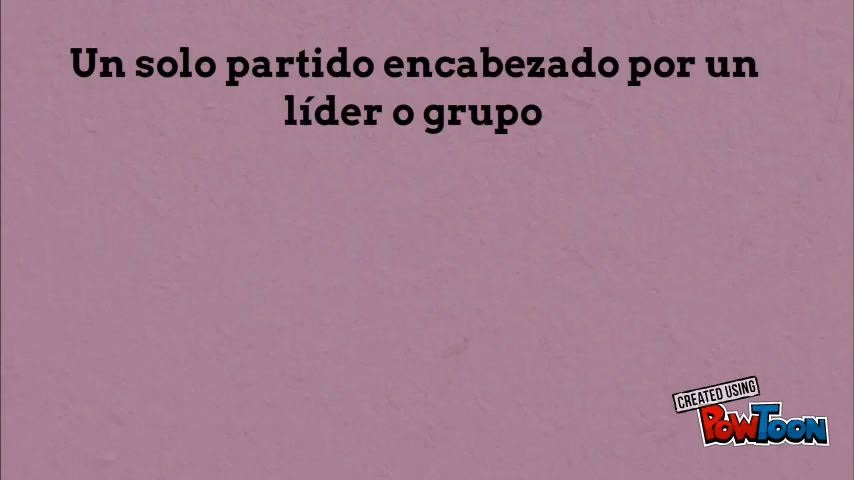 Un solo partido encabezado por un
líder o grupo
CREATED USING
POWTOON